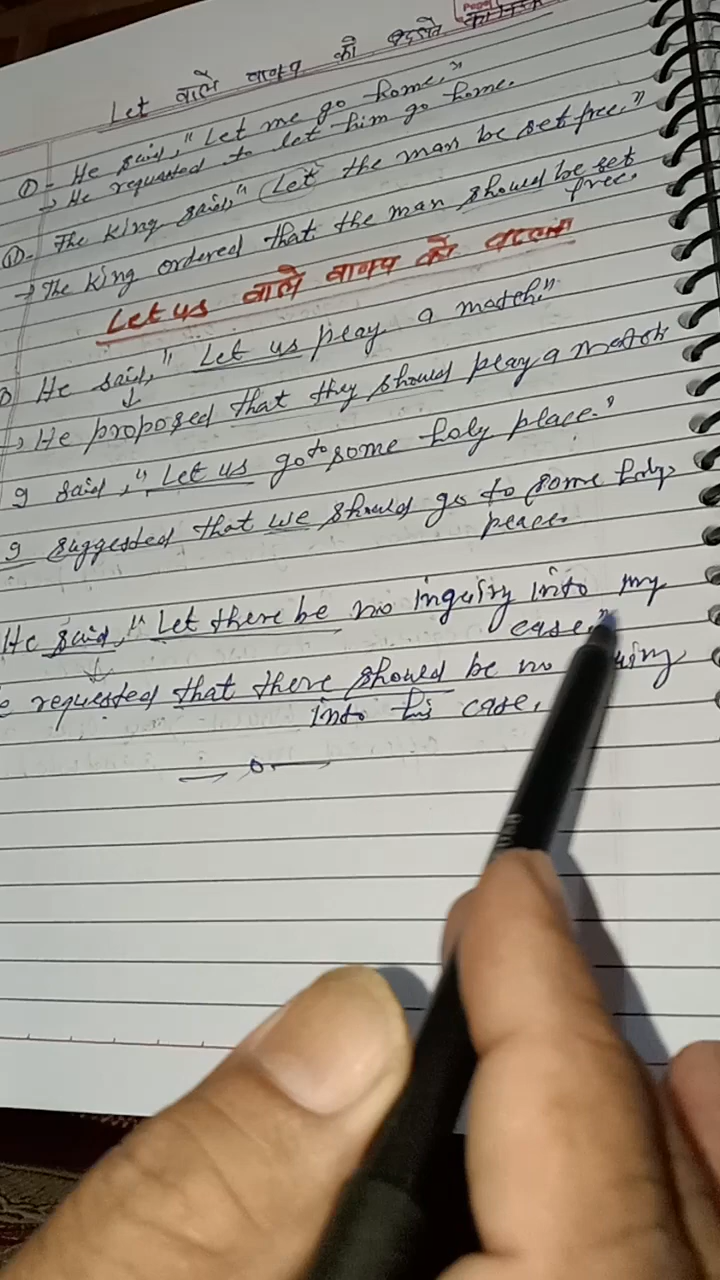 Let वाले वाक्य को बदलते
①- He said, "Let me go home."
→ He requested to let him go home.
②- The King said, "Let the man be set free."
→ The King ordered that the man should be set
free.
Let us वाले वाक्य को बदलना
He said, "Let us peay a match."
→ He proposed that they should peay a match
I said, "Let us go to some holy place."
I suggested that we should go to some holy
peace.
He said, "Let there be no inquiry into my
case."
requested that there should be no
into his case.